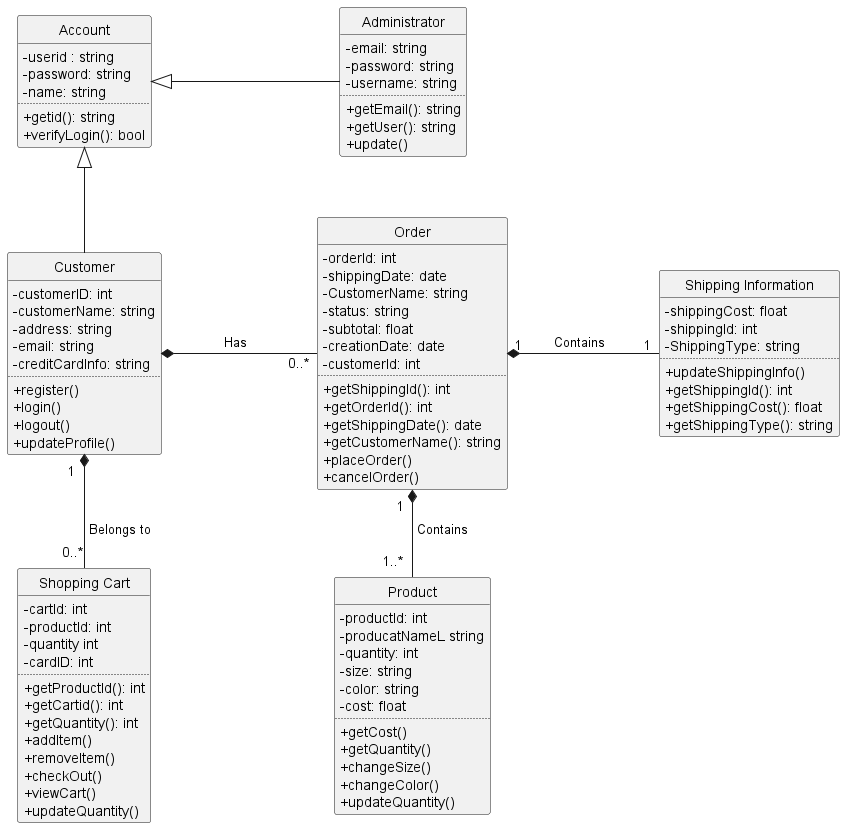 Account
-userid : string
-password: string
-name: string
+getid(): string
+verifyLogin(): bool
Administrator
-email: string
-password: string
-username: string
+getEmail(): string
+getUser(): string
+update()
Customer
-customerID: int
-customerName: string
-address: string
-email: string
-creditCardInfo: string
+register()
+login()
+logout()
+updateProfile()
Has
0..*
Order
-orderId: int
-shippingDate: date
-CustomerName: string
-status: string
-subtotal: float
-creationDate: date
-customerId: int
+getShippingId(): int
+getOrderId(): int
+getShippingDate(): date
+getCustomerName(): string
+placeOrder()
+cancelOrder()
1
Contains
1
Shipping Information
-shippingCost: float
-shippingId: int
-ShippingType: string
+updateShippingInfo()
+getShippingId(): int
+getShippingCost(): float
+getShippingType(): string
1
Belongs to
0..*
1
Contains
1..*
Shopping Cart
-cartId: int
-productId: int
-quantity int
-cardID: int
+getProductId(): int
+getCartid(): int
+getQuantity(): int
+addItem()
+removeItem()
+checkOut()
+viewCart()
+updateQuantity()
Product
-productId: int
-producatNameL string
-quantity: int
-size: string
-color: string
-cost: float
+getCost()
+getQuantity()
+changeSize()
+changeColor()
+updateQuantity()